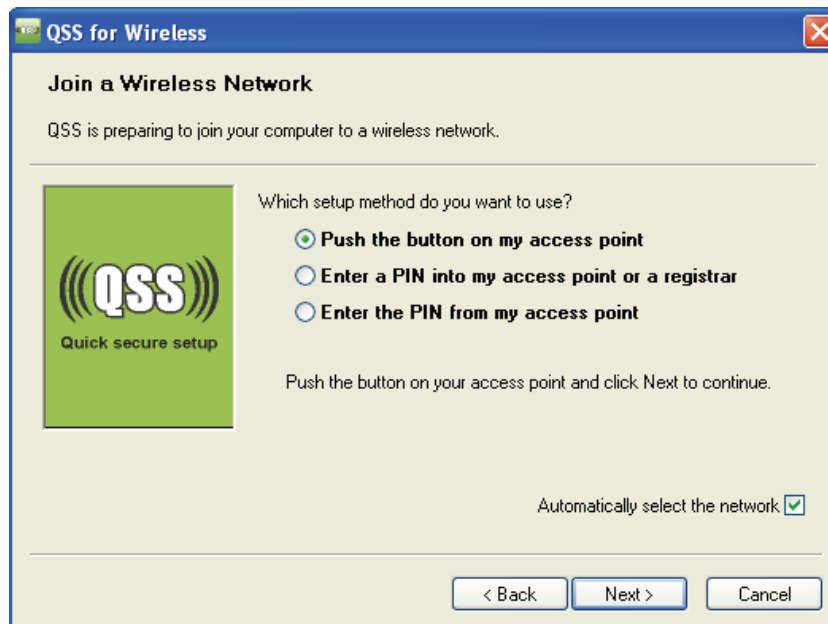 QSS for Wireless
Join a Wireless Network
QSS is preparing to join your computer to a wireless network.
Which setup method do you want to use?
Push the button on my access point
Enter a PIN into my access point or a registrar
Enter the PIN from my access point
(((QSS)))
Quick secure setup
Push the button on your access point and click Next to continue.
Automatically select the network
< Back
Next >
Cancel